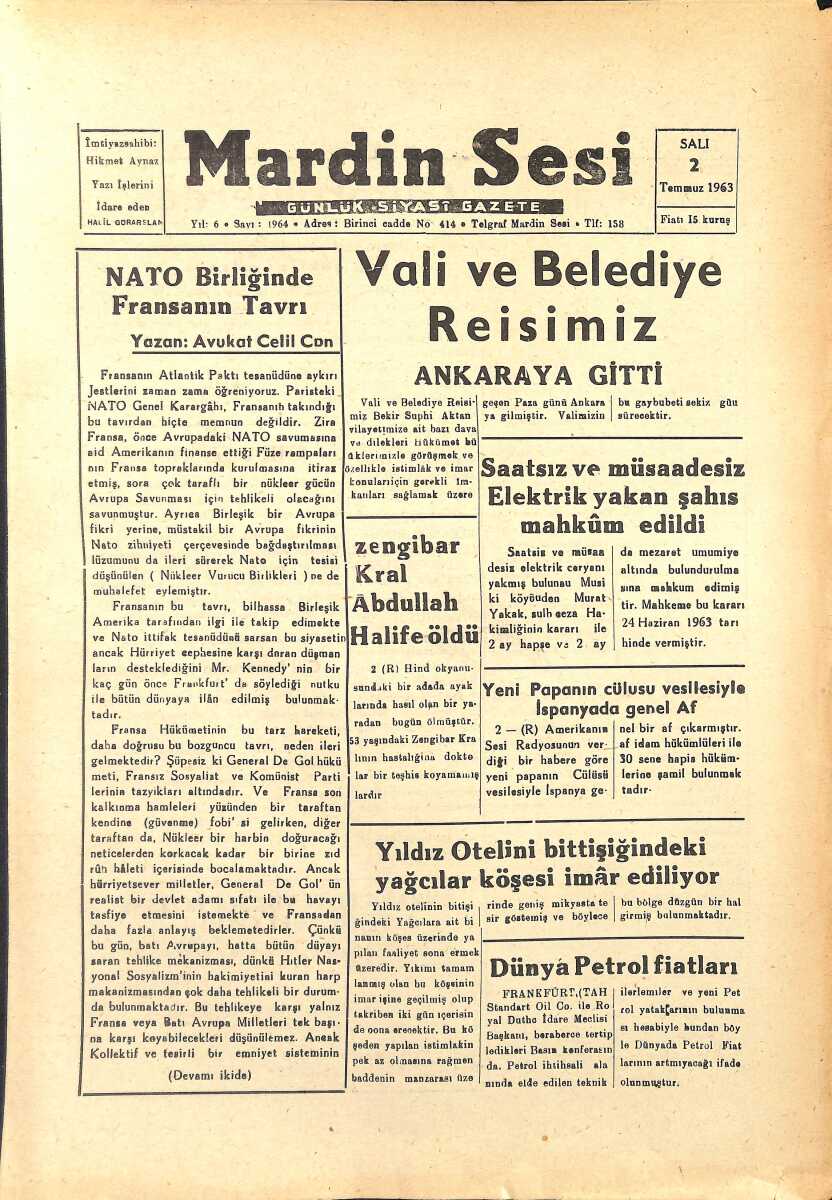 İmtiyazsahibi:
Hikmet Aynaz
Yazı İşlerini
İdare eden
HALİL GÖRARSLAN
Mardin Sesi
GÜNLÜK SİYASİ GAZETE
Yıl: 6 • Sayı : 1964 • Adres : Birinci cadde No 414 • Telgraf Mardin Sesi • Tlf: 158
SALI
2
Temmuz 1963
Fiatı 15 kuruş
NATO Birliğinde
Fransanın Tavrı
Yazan: Avukat Celil Can
Fransanın Atlantik Paktı tesanüdüne aykırı
Jestlerini zaman zama öğreniyoruz. Paristeki
NATO Genel Karargâhı, Fransanıh takındığı
bu tavırdan hiçte memnun değildir. Zira
Fransa, önce Avrupadaki NATO savumasına
aid Amerikanın finanse ettiği Füze rampaları
nın Fransa topraklarında kurulmasına itiraz
etmiş, sora çok taraflı bir nükleer gücün
Avrupa Savunması için tehlikeli olacağını
savunmuştur. Ayrıca Birleşik bir Avrupa
fikri yerine, müstakil bir Avrupa fikrinin
Nato zihniyeti çerçevesinde bağdaştırılması
lüzumunu da ileri sürerek Nato için tesisi
düşünülen ( Nükleer Vurucu Birlikleri ) ne de
muhalefet eylemiştir.
Fransanın bu tavrı, bilhassa Birleşik
Amerika tarafından ilgi ile takip edimekte
ve Nato ittifak tesanüdünü sarsan bu siyasetin
ancak Hürriyet cephesine karşı duran düşman
ların desteklediğini Mr. Kennedy' nin bir
kaç gün önce Frankfurt' da söylediği nutku
ile bütün dünyaya ilân edilmiş bulunmak-
tadır.
Fransa Hükümetinin bu tarz hareketi,
daha doğrusu bu bozguncu tavrı, neden ileri
gelmektedir? Şüpesiz ki General De Gol hükü
meti, Fransız Sosyalist ve Komünist Parti
lerinin tazyıkları altındadır. Ve Fransa son
kalkınma hamleleri yüzünden bir taraftan
kendine (güvenme) fobi' si gelirken, diğer
taraftan da, Nükleer bir harbin doğuracağı
neticelerden korkacak kadar bir birine zıd
rûh hâleti içerisinde bocalamaktadır. Ancak
hürriyetsever milletler, General De Gol' ün
realist bir devlet adamı sıfatı ile bu havayı
tasfiye etmesini istemekte ve Fransadan
daha fazla anlayış beklemetedirler. Çünkü
bu gün, batı Avrupayı, hatta bütün düyayı
saran tehlike mekanizması, dünkü Hitler Nas-
yonal Sosyalizm'inin hakimiyetini kuran harp
makanizmasından çok daha tehlikeli bir durum-
da bulunmaktadır. Bu tehlikeye karşı yalnız
Fransa veya Batı Avrupa Milletleri tek başı-
na karşı koyabilecekleri düşünülemez. Ancak
Kollektif ve tesirli bir emniyet sisteminin
(Devamı ikide)
Vali ve Belediye
Reisimiz
ANKARAYA GİTTİ
Vali ve Belediye Reisi-
miz Bekir Suphi Aktan
vilayetimize ait bazı dava
ve dilekleri Hükümet bü
üklerimizle görüşmek ve
özellikle istimlâk ve imar
konuları için gerekli im-
kanları sağlamak üzere
geçen Paza günü Ankara
ya gilmiştir. Valimizin
bu gaybubeti sekiz gün
sürecektir.
zengibar
Kral
Abdullah
Halife öldü
2 (R) Hind okyanu-
sundaki bir adada ayak
larında hasıl olan bir ya-
radan bugün ölmüştür.
53 yaşındaki Zengibar Kra
lının hastalığına dokto
lar bir teşhis koyamamış
lardır
Saatsız ve müsaadesiz
Elektrik yakan şahıs
mahkûm edildi
Saatsiz ve müsaa
desiz elektrik ceryanı
yakmış bulunau Musi
ki köyünden Murat
Yakak, sulh ceza Ha-
kimliğinin kararı ile
2 ay hapse ve 2 ay
da mezaret umumiye
altında bulundurulma
sına mahkum edimiş
tir. Mahkeme bu kararı
24 Haziran 1963 tari
hinde vermiştir.
Yeni Papanın cülusu vesilesiyle
İspanyada genel Af
2 — (R) Amerikanın
Sesi Radyosunun ver-
diği bir habere göre
yeni papanın Cülüsü
vesilesiyle İspanya ge-
nel bir af çıkarmıştır.
af idam hükümlüleri ile
30 sene hapis hüküm-
lerine şamil bulunmak
tadır·
Yıldız Otelini bittişiğindeki
yağcılar köşesi imâr ediliyor
Yıldız otelinin bitişi
ğindeki Yağcılara ait bi
nanın köşes üzerinde ya
pılan faaliyet sona ermek
üzeredir. Yıkımı tamam
lanmış olan bu köşeinin
imar işine geçilmiş olup
takriben iki gün içerisin
de sona erecektir. Bu kö
şeden yapılan istimlakin
pek az olmasına rağmen
baddenin manzarası üze
rinde geniş mikyasta te
sir göstemiş ve böylece
bu bölge düzgün bir hal
girmiş bulunmaktadır.
Dünya Petrol fiatları
FRANKFÜRT,(TAH
Standart Oil Co. ile Ro
yal Dutho İdare Meclisi
Başkanı, beraberce tertip
ledikleri Basın konferasın
da. Petrol ihtihsali ala
nında elde edilen teknik
ilerlemiler ve yeni Pet
rol yataklarının bulunma
sı hesabiyle bundan böy
le Dünyada Petrol Fiat
larının artmıyacağı ifade
olunmuştur.